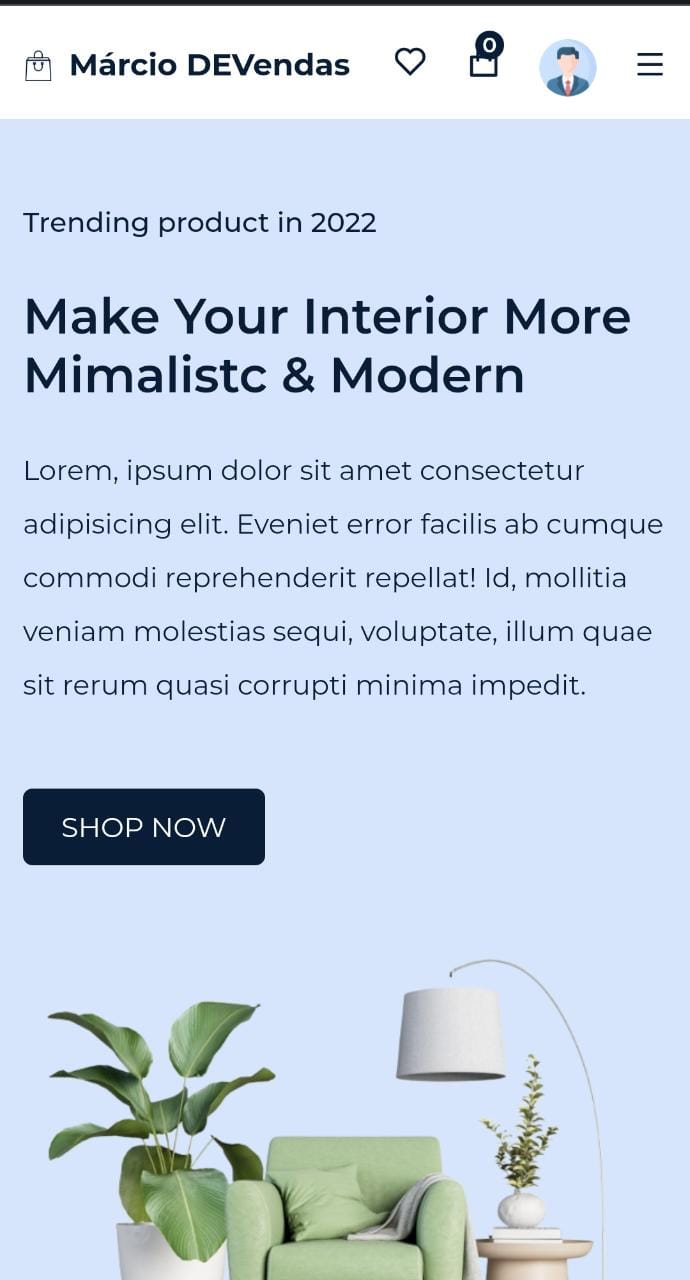 Márcio DEVendas
0
Trending product in 2022
Make Your Interior More
Mimalistc & Modern
Lorem, ipsum dolor sit amet consectetur
adipisicing elit. Eveniet error facilis ab cumque
commodi reprehenderit repellat! Id, mollitia
veniam molestias sequi, voluptate, illum quae
sit rerum quasi corrupti minima impedit.
SHOP NOW